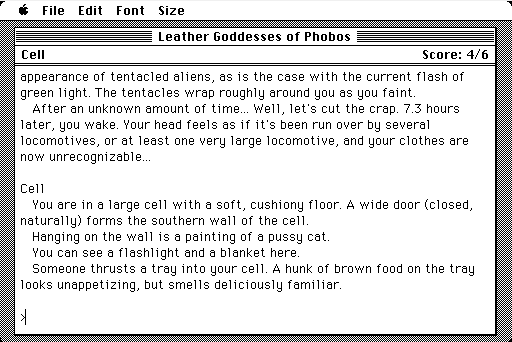 File Edit Font Size
Leather Goddesses of Phobos
Cell Score: 4/6
appearance of tentacled aliens, as is the case with the current flash of
green light. The tentacles wrap roughly around you as you faint.
After an unknown amount of time... Well, let's cut the crap. 7.3 hours
later, you wake. Your head feels as if it's been run over by several
locomotives, or at least one very large locomotive, and your clothes are
now unrecognizable...
Cell
You are in a large cell with a soft, cushiony floor. A wide door (closed,
naturally) forms the southern wall of the cell.
Hanging on the wall is a painting of a pussy cat.
You can see a flashlight and a blanket here.
Someone thrusts a tray into your cell. A hunk of brown food on the tray
looks unappetizing, but smells deliciously familiar.
>